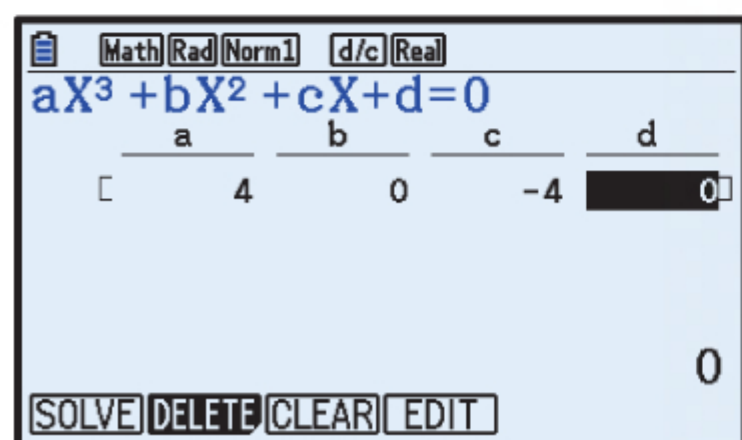 Math Rad Norm1 d/c Real
aX³ +bX² +cX+d=0
a b c d
[ 4 0 -4 0 ]
0
SOLVE DELETE CLEAR EDIT